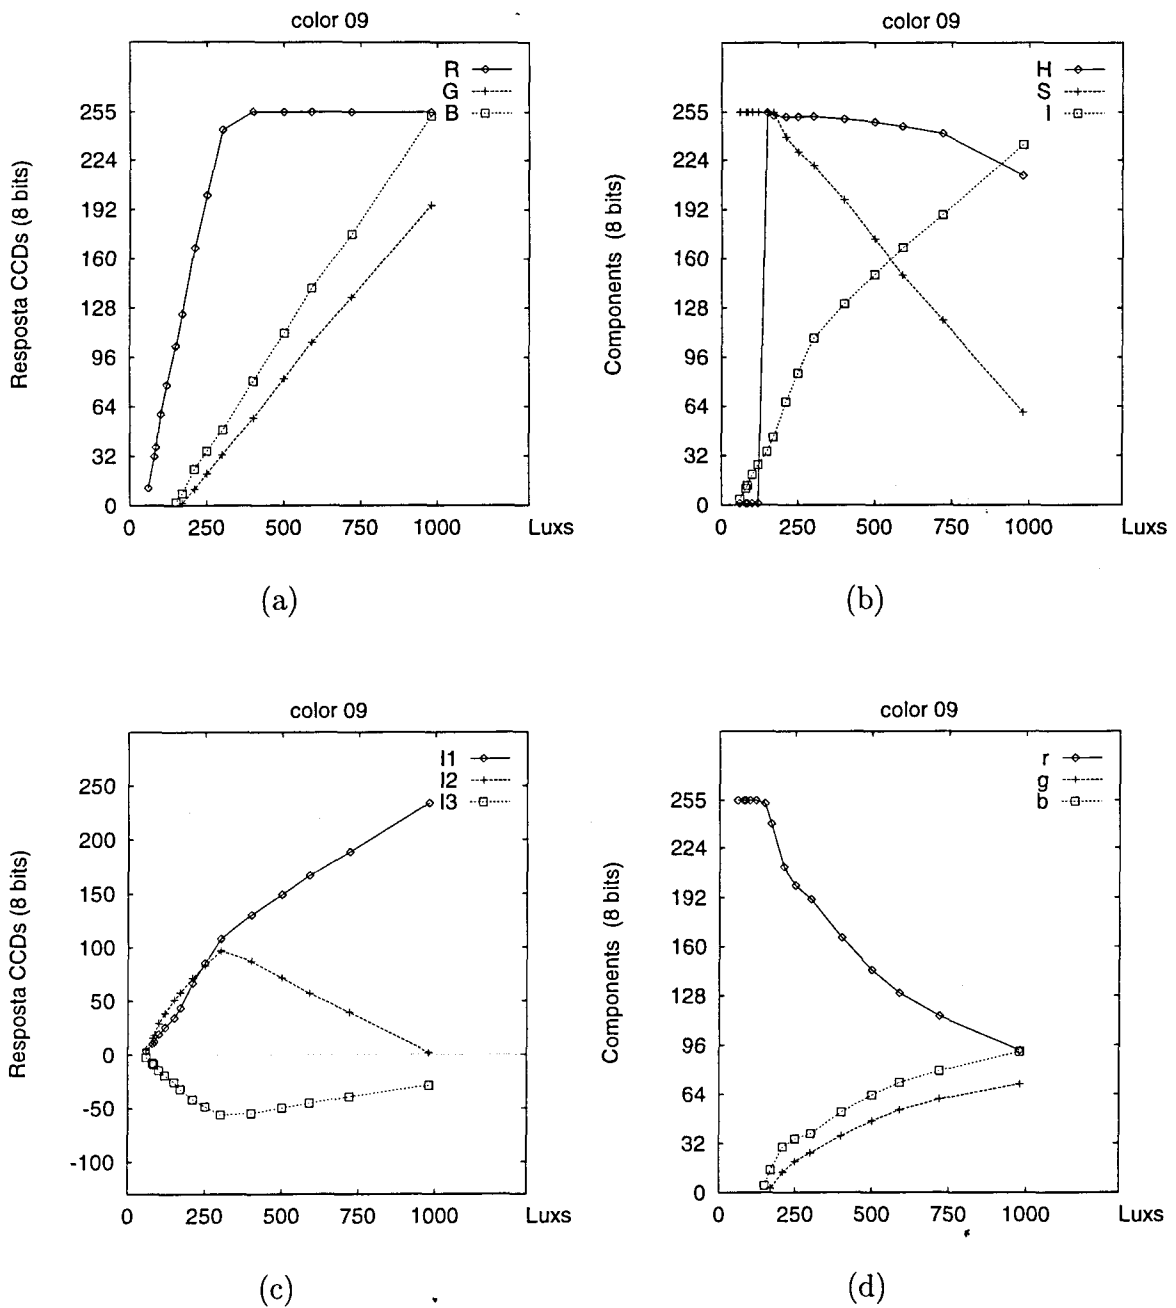 color 09
R
G
B
255
224
192
160
128
96
64
32
0
Resposta CCDs (8 bits)
0 250 500 750 1000 Luxs
(a)
color 09
H
S
I
255
224
192
160
128
96
64
32
0
Components (8 bits)
0 250 500 750 1000 Luxs
(b)
color 09
I1
I2
I3
250
200
150
100
50
0
-50
-100
Resposta CCDs (8 bits)
0 250 500 750 1000 Luxs
(c)
color 09
r
g
b
255
224
192
160
128
96
64
32
0
Components (8 bits)
0 250 500 750 1000 Luxs
(d)